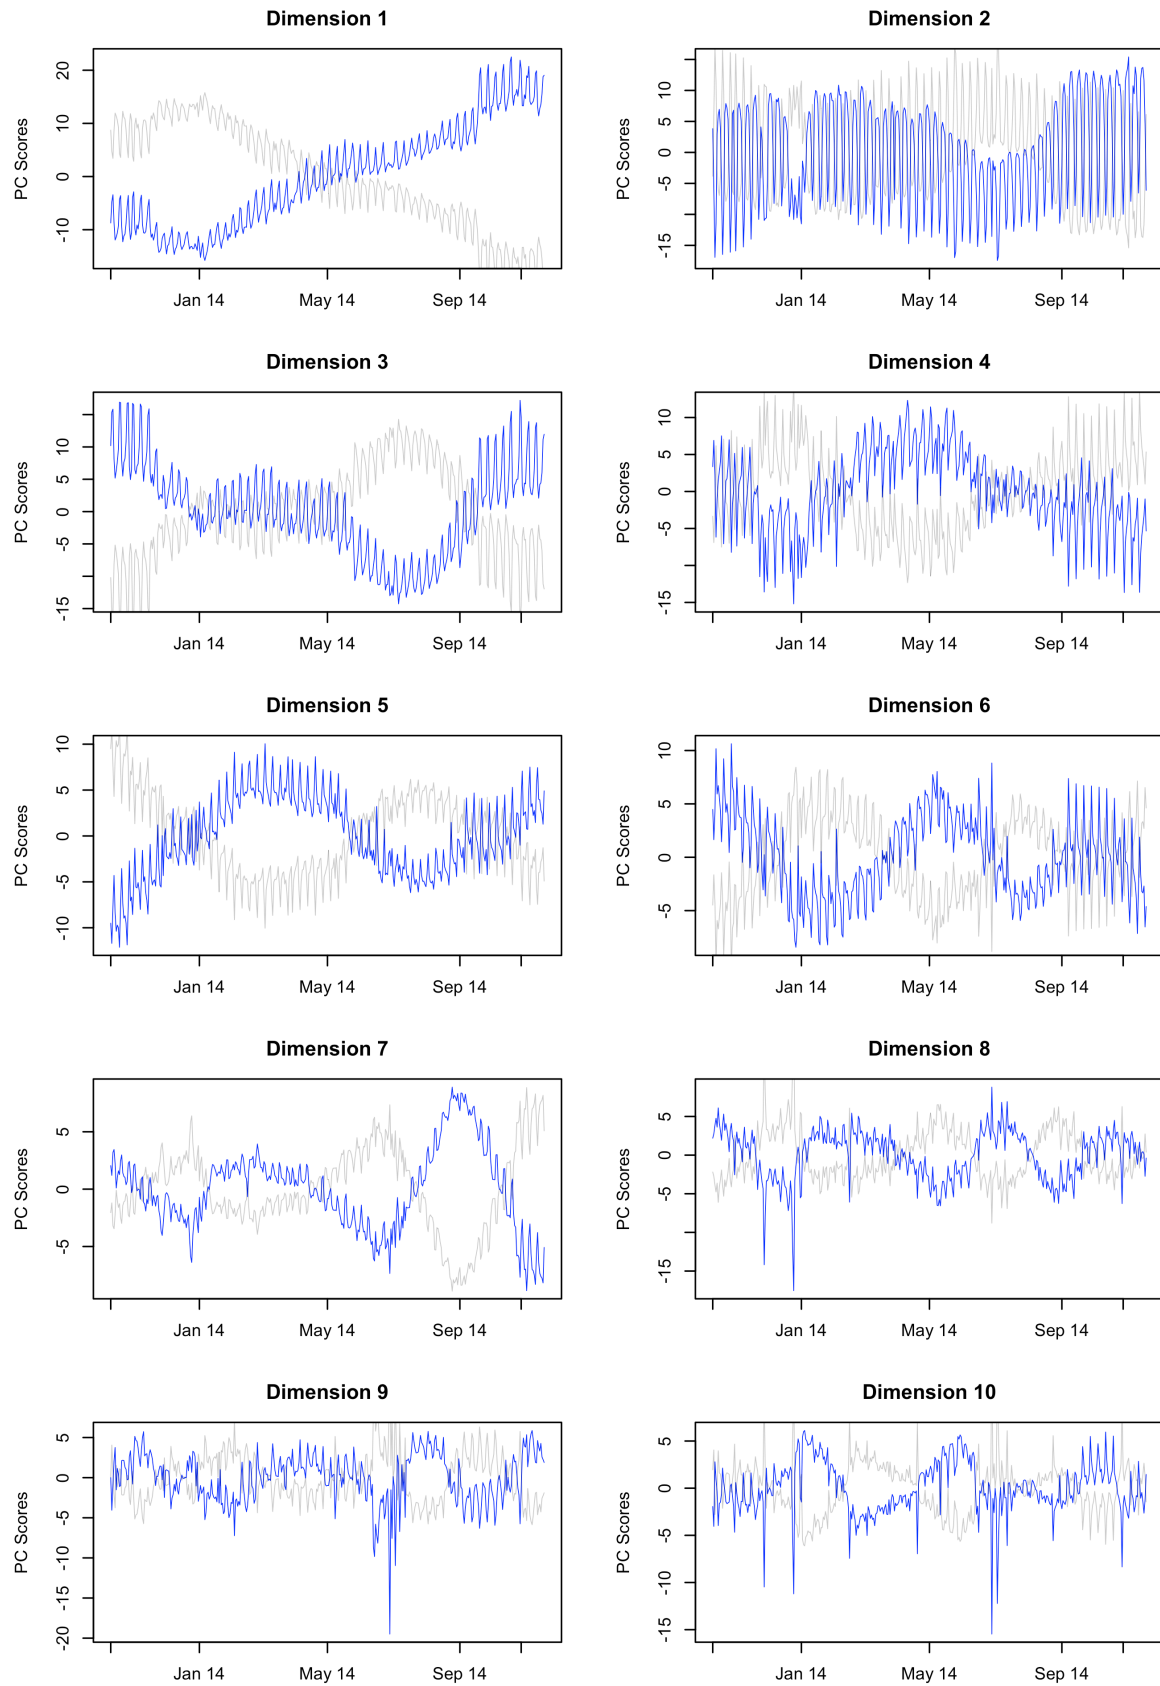 Dimension 1
PC Scores
20
10
0
-10
Jan 14
May 14
Sep 14
Dimension 2
PC Scores
10
5
0
-5
-15
Jan 14
May 14
Sep 14
Dimension 3
PC Scores
10
5
0
-5
-15
Jan 14
May 14
Sep 14
Dimension 4
PC Scores
10
5
0
-5
-15
Jan 14
May 14
Sep 14
Dimension 5
PC Scores
10
5
0
-5
-10
Jan 14
May 14
Sep 14
Dimension 6
PC Scores
10
5
0
-5
Jan 14
May 14
Sep 14
Dimension 7
PC Scores
5
0
-5
Jan 14
May 14
Sep 14
Dimension 8
PC Scores
5
0
-5
-15
Jan 14
May 14
Sep 14
Dimension 9
PC Scores
5
0
-5
-10
-15
-20
Jan 14
May 14
Sep 14
Dimension 10
PC Scores
5
0
-5
-10
-15
Jan 14
May 14
Sep 14